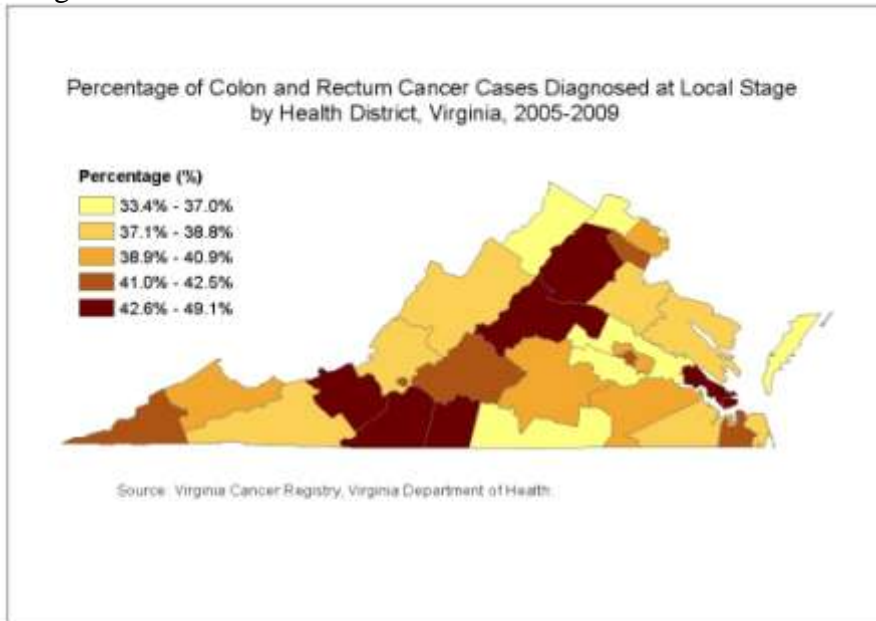 Percentage of Colon and Rectum Cancer Cases Diagnosed at Local Stage
by Health District, Virginia, 2005-2009
Percentage (%)
33.4% - 37.0%
37.1% - 38.8%
38.9% - 40.9%
41.0% - 42.5%
42.6% - 49.1%
Source: Virginia Cancer Registry, Virginia Department of Health.